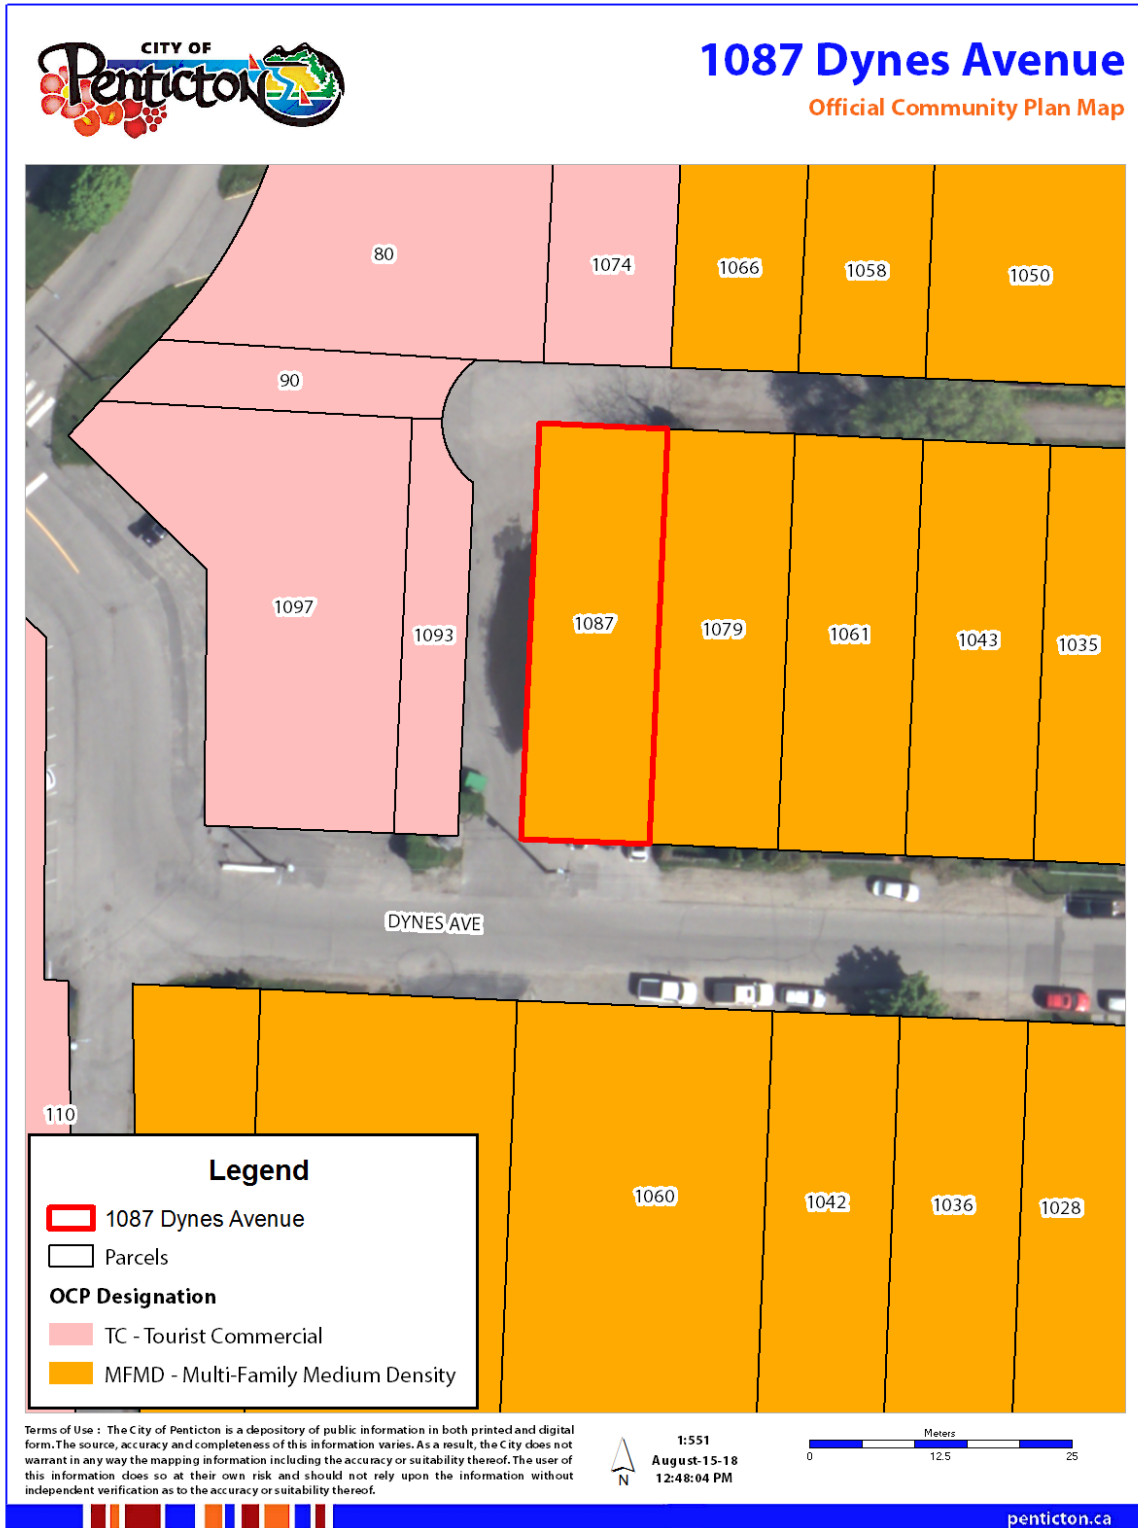 CITY OF
Penticton
1087 Dynes Avenue
Official Community Plan Map
80
1074
1066
1058
1050
90
1097
1093
1087
1079
1061
1043
1035
DYNES AVE
110
1060
1042
1036
1028
Legend
1087 Dynes Avenue
Parcels
OCP Designation
TC - Tourist Commercial
MFMD - Multi-Family Medium Density
Terms of Use : The City of Penticton is a depository of public information in both printed and digital
form. The source, accuracy and completeness of this information varies. As a result, the City does not
warrant in any way the mapping information including the accuracy or suitability thereof. The user of
this information does so at their own risk and should not rely upon the information without
independent verification as to the accuracy or suitability thereof.
N
1:551
August-15-18
12:48:04 PM
Meters
0 12.5 25
penticton.ca